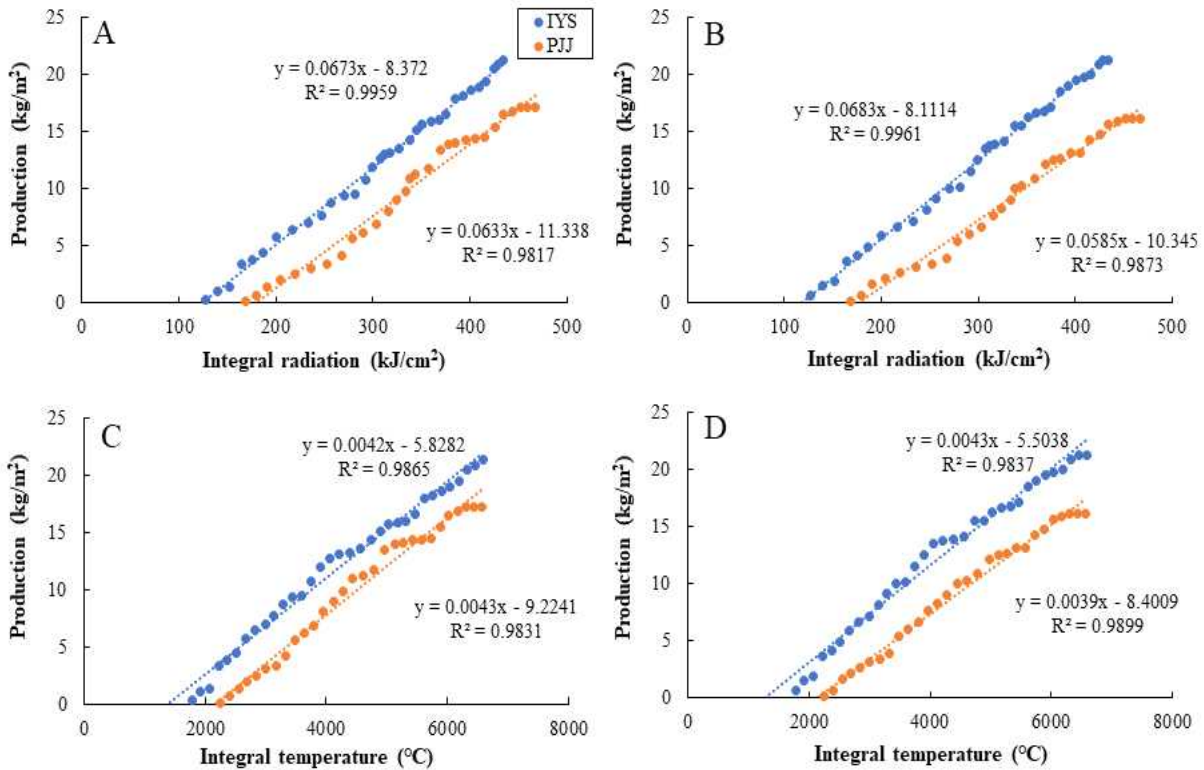 A
IYS
PJJ
y = 0.0673x - 8.372
R² = 0.9959
y = 0.0633x - 11.338
R² = 0.9817
Production (kg/m²)
25
20
15
10
5
0
0 100 200 300 400 500
Integral radiation (kJ/cm²)
B
y = 0.0683x - 8.1114
R² = 0.9961
y = 0.0585x - 10.345
R² = 0.9873
Production (kg/m²)
25
20
15
10
5
0
0 100 200 300 400 500
Integral radiation (kJ/cm²)
C
y = 0.0042x - 5.8282
R² = 0.9865
y = 0.0043x - 9.2241
R² = 0.9831
Production (kg/m²)
25
20
15
10
5
0
0 2000 4000 6000 8000
Integral temperature (°C)
D
y = 0.0043x - 5.5038
R² = 0.9837
y = 0.0039x - 8.4009
R² = 0.9899
Production (kg/m²)
25
20
15
10
5
0
0 2000 4000 6000 8000
Integral temperature (°C)